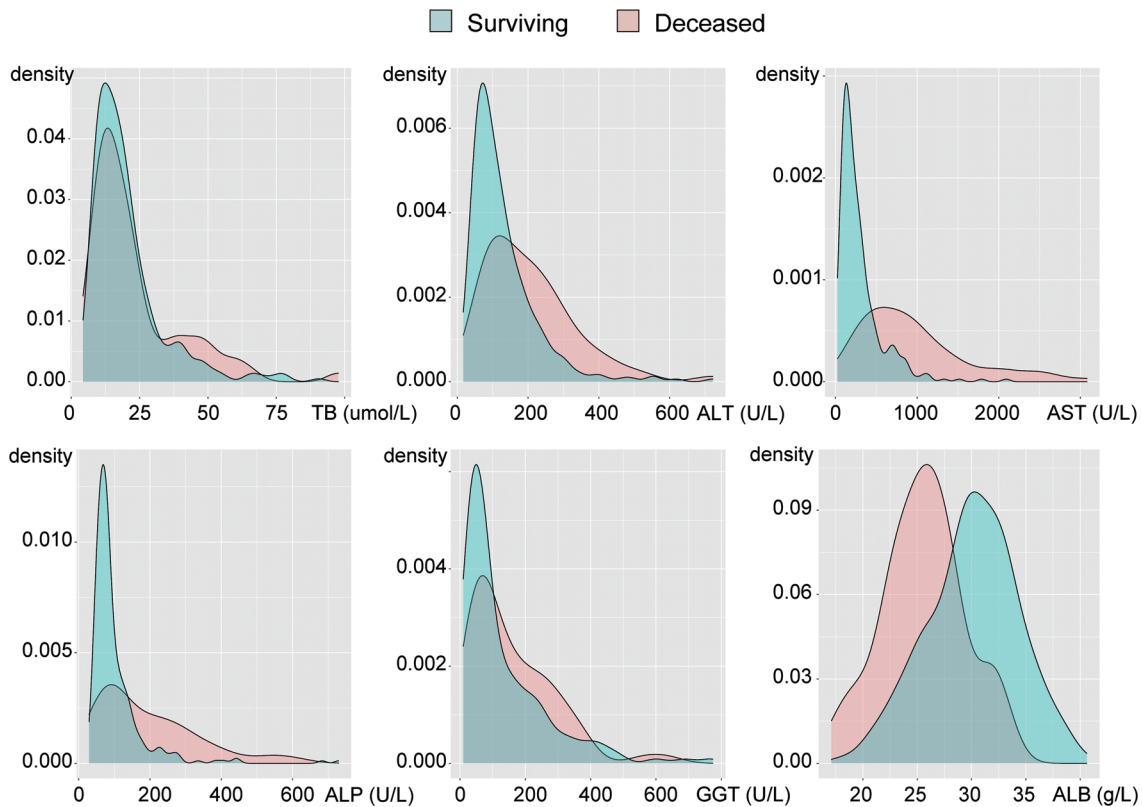 Surviving Deceased
density density density
0.04 0.03 0.02 0.01 0.00
0 25 50 75 TB (umol/L)
0.006 0.004 0.002 0.000
0 200 400 600 ALT (U/L)
0.002 0.001 0.000
0 1000 2000 AST (U/L)
density density density
0.010 0.005 0.000
0 200 400 600 ALP (U/L)
0.004 0.002 0.000
0 200 400 600 GGT (U/L)
0.09 0.06 0.03 0.00
20 25 30 35 ALB (g/L)